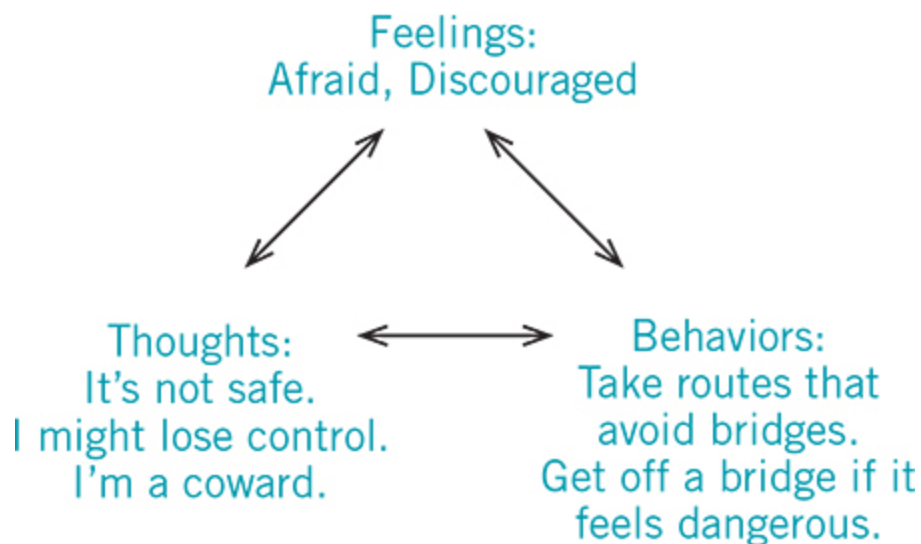 Feelings:
Afraid, Discouraged
Thoughts:
It's not safe.
I might lose control.
I'm a coward.
Behaviors:
Take routes that
avoid bridges.
Get off a bridge if it
feels dangerous.